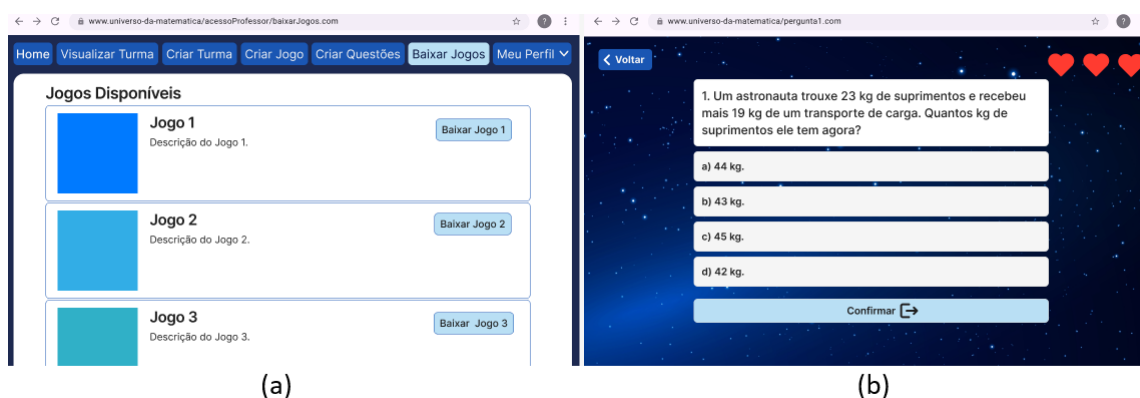 www.universo-da-matematica/acessoProfessor/baixarJogos.com
Home Visualizar Turma Criar Turma Criar Jogo Criar Questões Baixar Jogos Meu Perfil
Jogos Disponíveis
Jogo 1
Descrição do Jogo 1.
Baixar Jogo 1
Jogo 2
Descrição do Jogo 2.
Baixar Jogo 2
Jogo 3
Descrição do Jogo 3.
Baixar Jogo 3
(a)
www.universo-da-matematica/pergunta1.com
Voltar
1. Um astronauta trouxe 23 kg de suprimentos e recebeu
mais 19 kg de um transporte de carga. Quantos kg de
suprimentos ele tem agora?
a) 44 kg.
b) 43 kg.
c) 45 kg.
d) 42 kg.
Confirmar
(b)